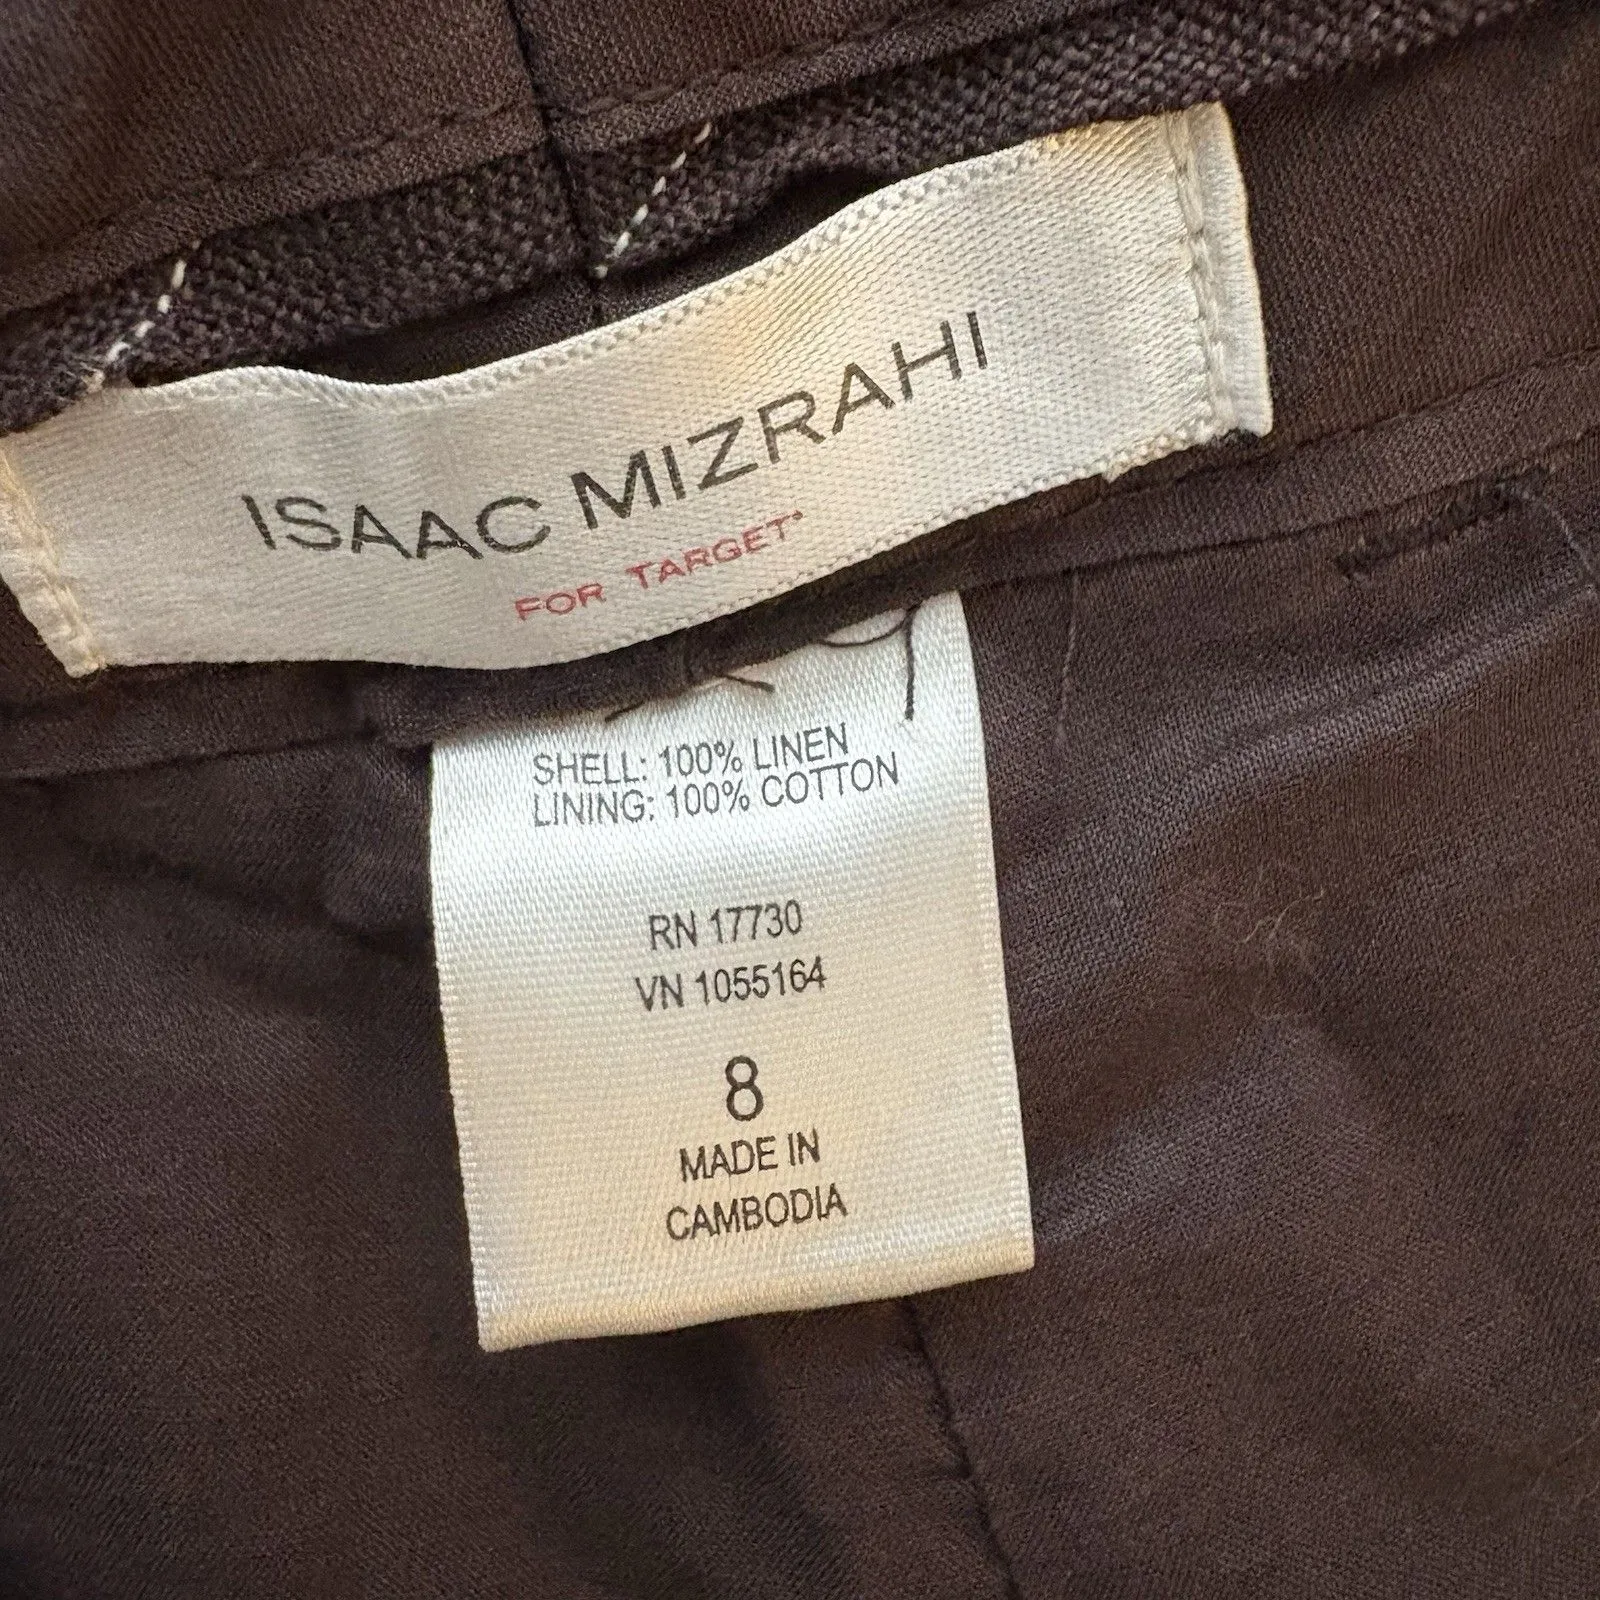 ISAAC MIZRAHI
FOR TARGET
SHELL: 100% LINEN
LINING: 100% COTTON
RN 17730
VN 1055164
8
MADE IN
CAMBODIA